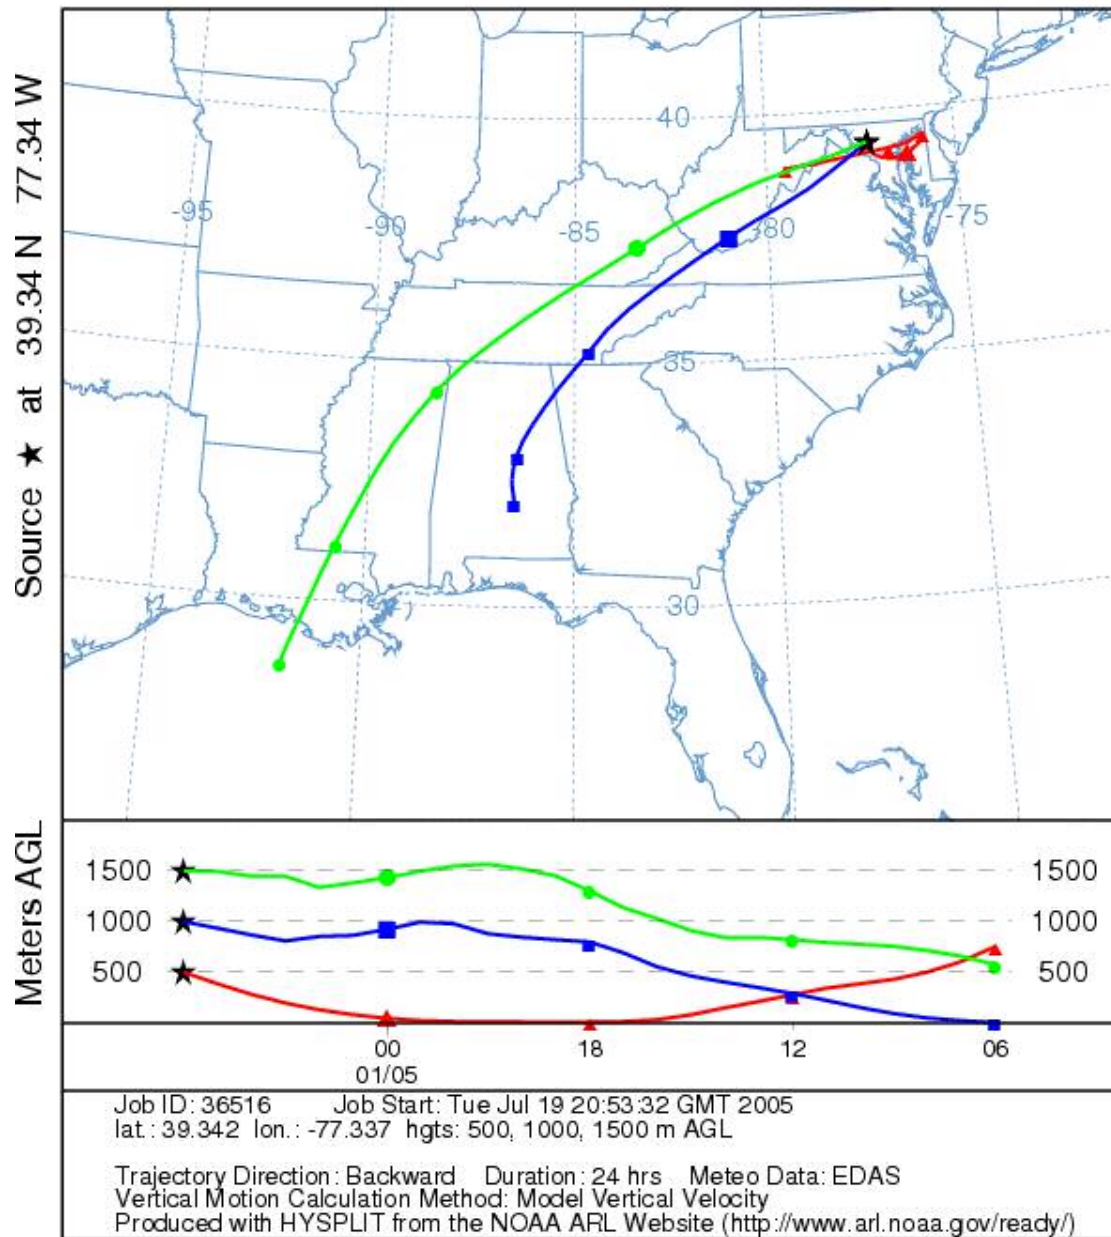 Source ★ at 39.34 N 77.34 W
40
-95
-90
-85
-80
-75
35
30
Meters AGL
1500 1500
1000 1000
500 500
00 18 12 06
01/05
Job ID: 36516 Job Start: Tue Jul 19 20:53:32 GMT 2005
lat.: 39.342 lon.: -77.337 hgts: 500, 1000, 1500 m AGL
Trajectory Direction: Backward Duration: 24 hrs Meteo Data: EDAS
Vertical Motion Calculation Method: Model Vertical Velocity
Produced with HYSPLIT from the NOAA ARL Website (http://www.arl.noaa.gov/ready/)